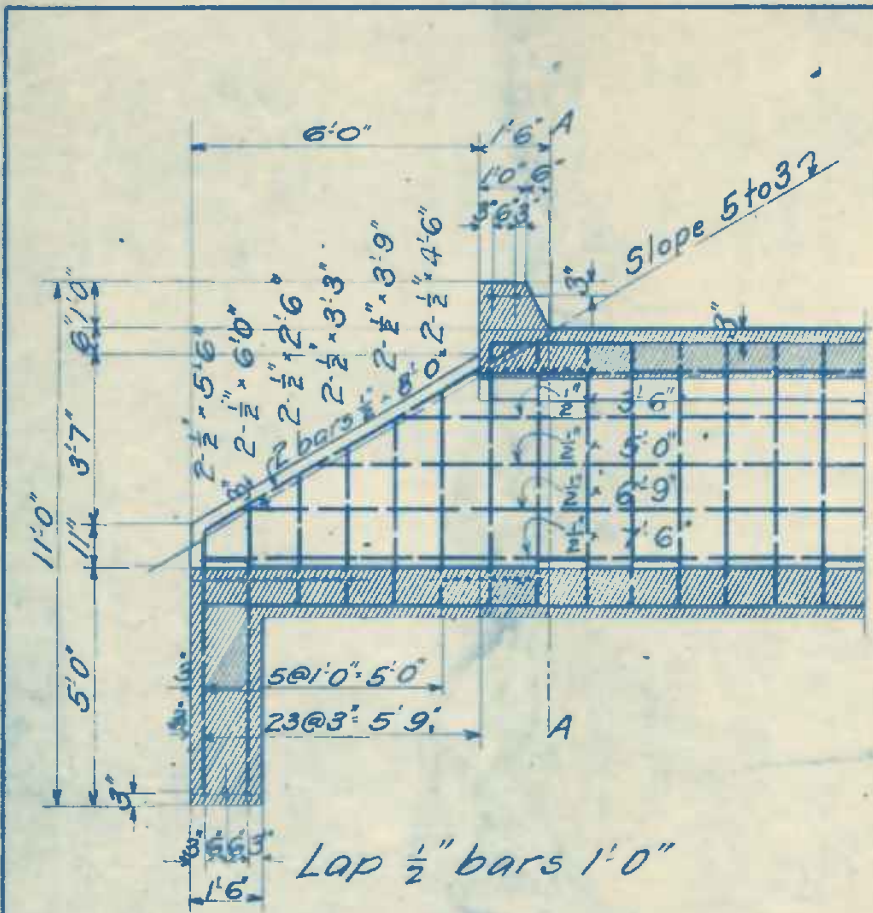 6'-0"
1'-6"
A
1'-0"
6"
3" 6" 3"
Slope 5 to 3
3"
3"
1'-0"
6"
3'-7"
11"
11'-0"
5'-0"
3"
2-½" × 5'-6"
2-½" × 6'-0"
2-½" × 2'-6"
2-½" × 3'-3"
2-½" × 3'-9"
2-½" × 4'-6"
2 bars ½"
3"
½" 3'-6"
½" × 5'-0"
½" × 6'-9"
½" × 7'-6"
5@1'-0"=5'-0"
23@3"=5'-9"
A
3" 6" 6" 3"
1'-6"
Lap ½" bars 1'-0"